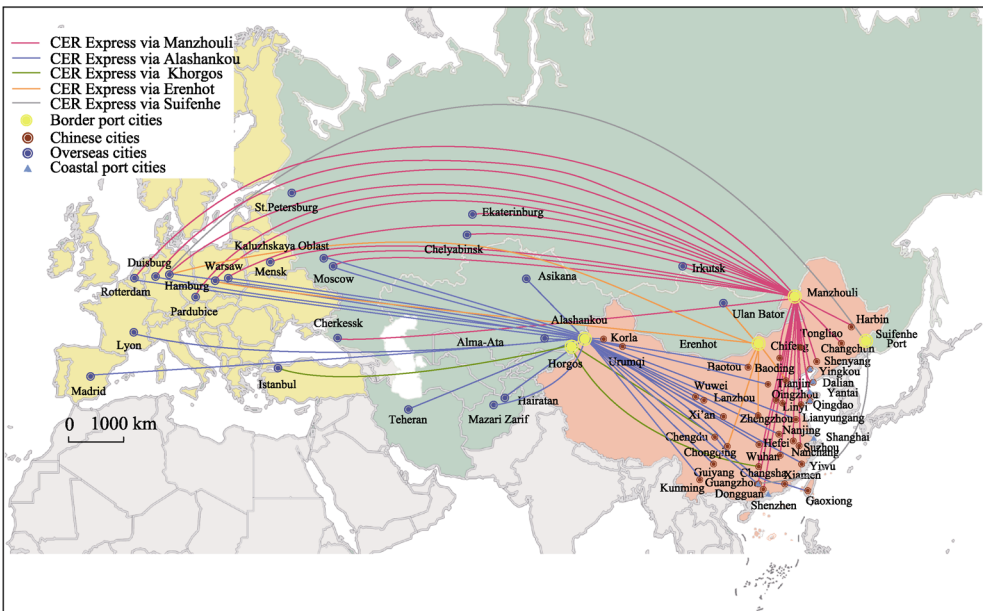 CER Express via Manzhouli
CER Express via Alashankou
CER Express via Khorgos
CER Express via Erenhot
CER Express via Suifenhe
Border port cities
Chinese cities
Overseas cities
Coastal port cities
St.Petersburg
Ekaterinburg
Kaluzhskaya Oblast
Chelyabinsk
Duisburg
Warsaw
Mensk
Moscow
Asikana
Irkutsk
Rotterdam
Hamburg
Pardubice
Manzhouli
Ulan Bator
Cherkessk
Alashankou
Harbin
Tongliao
Suifenhe
Port
Lyon
Alma-Ata
Korla
Erenhot
Chifeng
Changchun
Horgos
Urumqi
Baotou
Baoding
Shenyang
Yingkou
Madrid
Istanbul
Wuwei
Tianjin
Dalian
Lanzhou
Qingzhou
Yantai
Hairatan
Mazari Zarif
Teheran
Xi'an
Linyi
Qingdao
Zhengzhou
Lianyungang
0 1000 km
Chengdu
Hefei
Nanjing
Shanghai
Chongqing
Suzhou
Wuhan
Nanchang
Guiyang
Changsha
Yiwu
Kunming
Guangzhou
Xiamen
Dongguan
Shenzhen
Gaoxiong